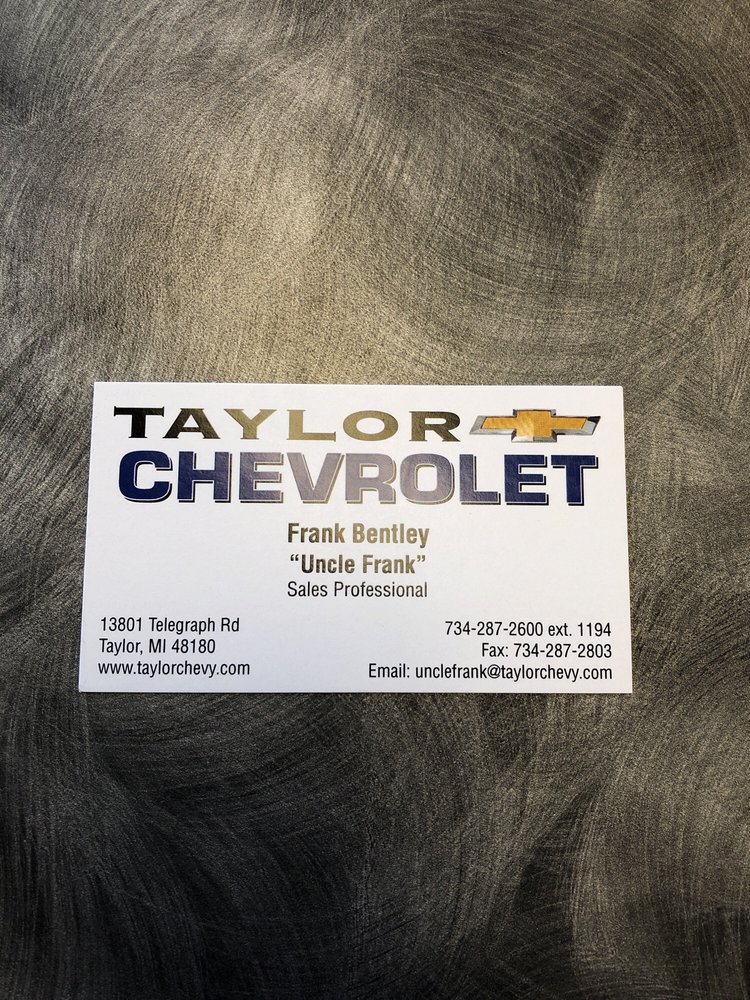 TAYLOR
CHEVROLET
Frank Bentley
“Uncle Frank”
Sales Professional
13801 Telegraph Rd
Taylor, MI 48180
www.taylorchevy.com
734-287-2600 ext. 1194
Fax: 734-287-2803
Email: unclefrank@taylorchevy.com